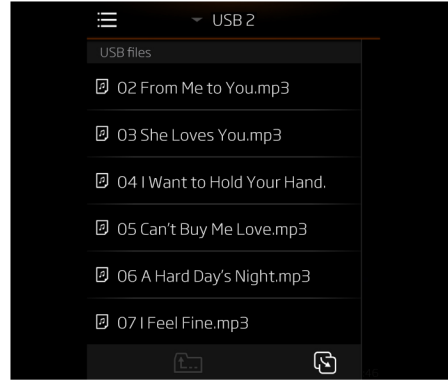 USB 2
USB files
02 From Me to You.mp3
03 She Loves You.mp3
04 I Want to Hold Your Hand.
05 Can't Buy Me Love.mp3
06 A Hard Day's Night.mp3
07 I Feel Fine.mp3